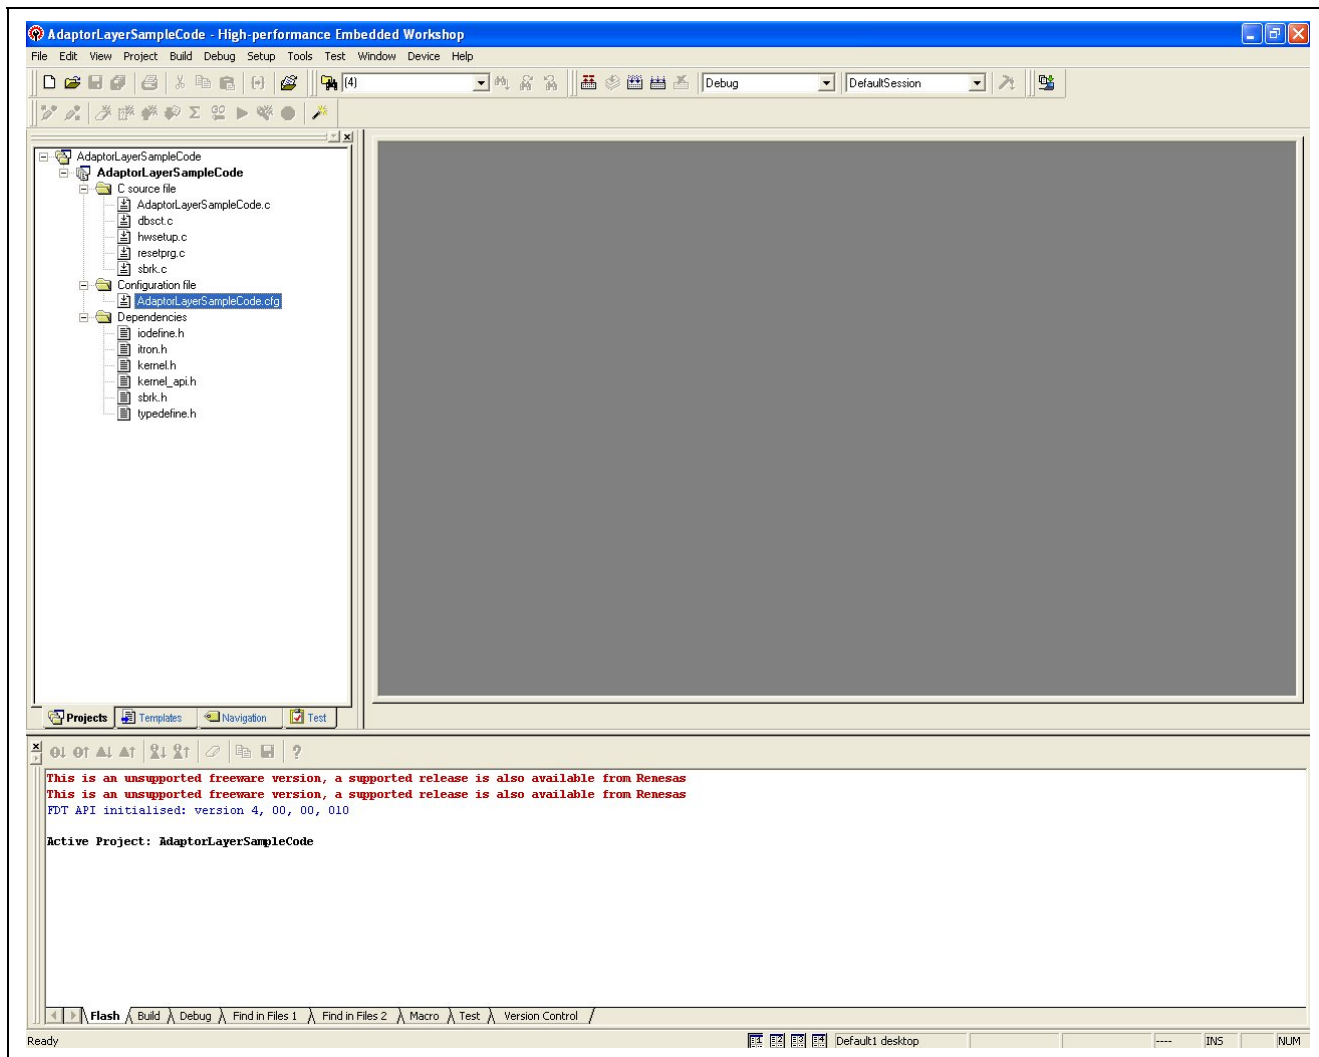 AdaptorLayerSampleCode - High-performance Embedded Workshop
File Edit View Project Build Debug Setup Tools Test Window Device Help
(4) Debug DefaultSession
AdaptorLayerSampleCode
AdaptorLayerSampleCode
C source file
AdaptorLayerSampleCode.c
dbsct.c
hwsetup.c
resetprg.c
sbrk.c
Configuration file
AdaptorLayerSampleCode.cfg
Dependencies
iodefine.h
itron.h
kernel.h
kernel_api.h
sbrk.h
typedefine.h
Projects Templates Navigation Test
This is an unsupported freeware version, a supported release is also available from Renesas
This is an unsupported freeware version, a supported release is also available from Renesas
FDT API initialised: version 4, 00, 00, 010
Active Project: AdaptorLayerSampleCode
Flash Build Debug Find in Files 1 Find in Files 2 Macro Test Version Control
Ready Default1 desktop ---- INS NUM